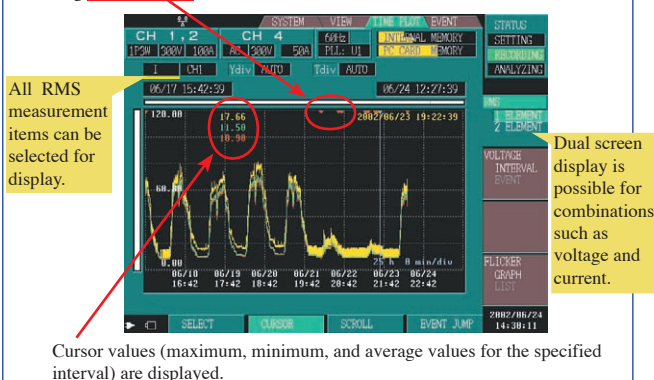 SYSTEM VIEW TIME PLOT EVENT
STATUS
CH 1,2 CH 4 60Hz INTERNAL MEMORY
SETTING
1P3W 300V 100A AC 300V 50A PLL: U1 PC CARD MEMORY
RECORDING
ANALYZING
I CH1 Ydiv AUTO Tdiv AUTO
06/17 15:42:39 06/24 12:27:39
All RMS
measurement
items can be
selected for
display.
120.00 17.66 2002/06/23 19:22:39
11.50
10.90
60.00
0.00 25 h 0 min/div
06/18 06/19 06/20 06/21 06/22 06/23 06/24
16:42 17:42 18:42 19:42 20:42 21:42 22:42
RMS
1 ELEMENT
2 ELEMENT
VOLTAGE
INTERVAL
EVENT
FLICKER
GRAPH
LIST
Dual screen
display is
possible for
combinations
such as
voltage and
current.
SELECT CURSOR SCROLL EVENT JUMP
2002/06/24
14:30:11
Cursor values (maximum, minimum, and average values for the specified
interval) are displayed.